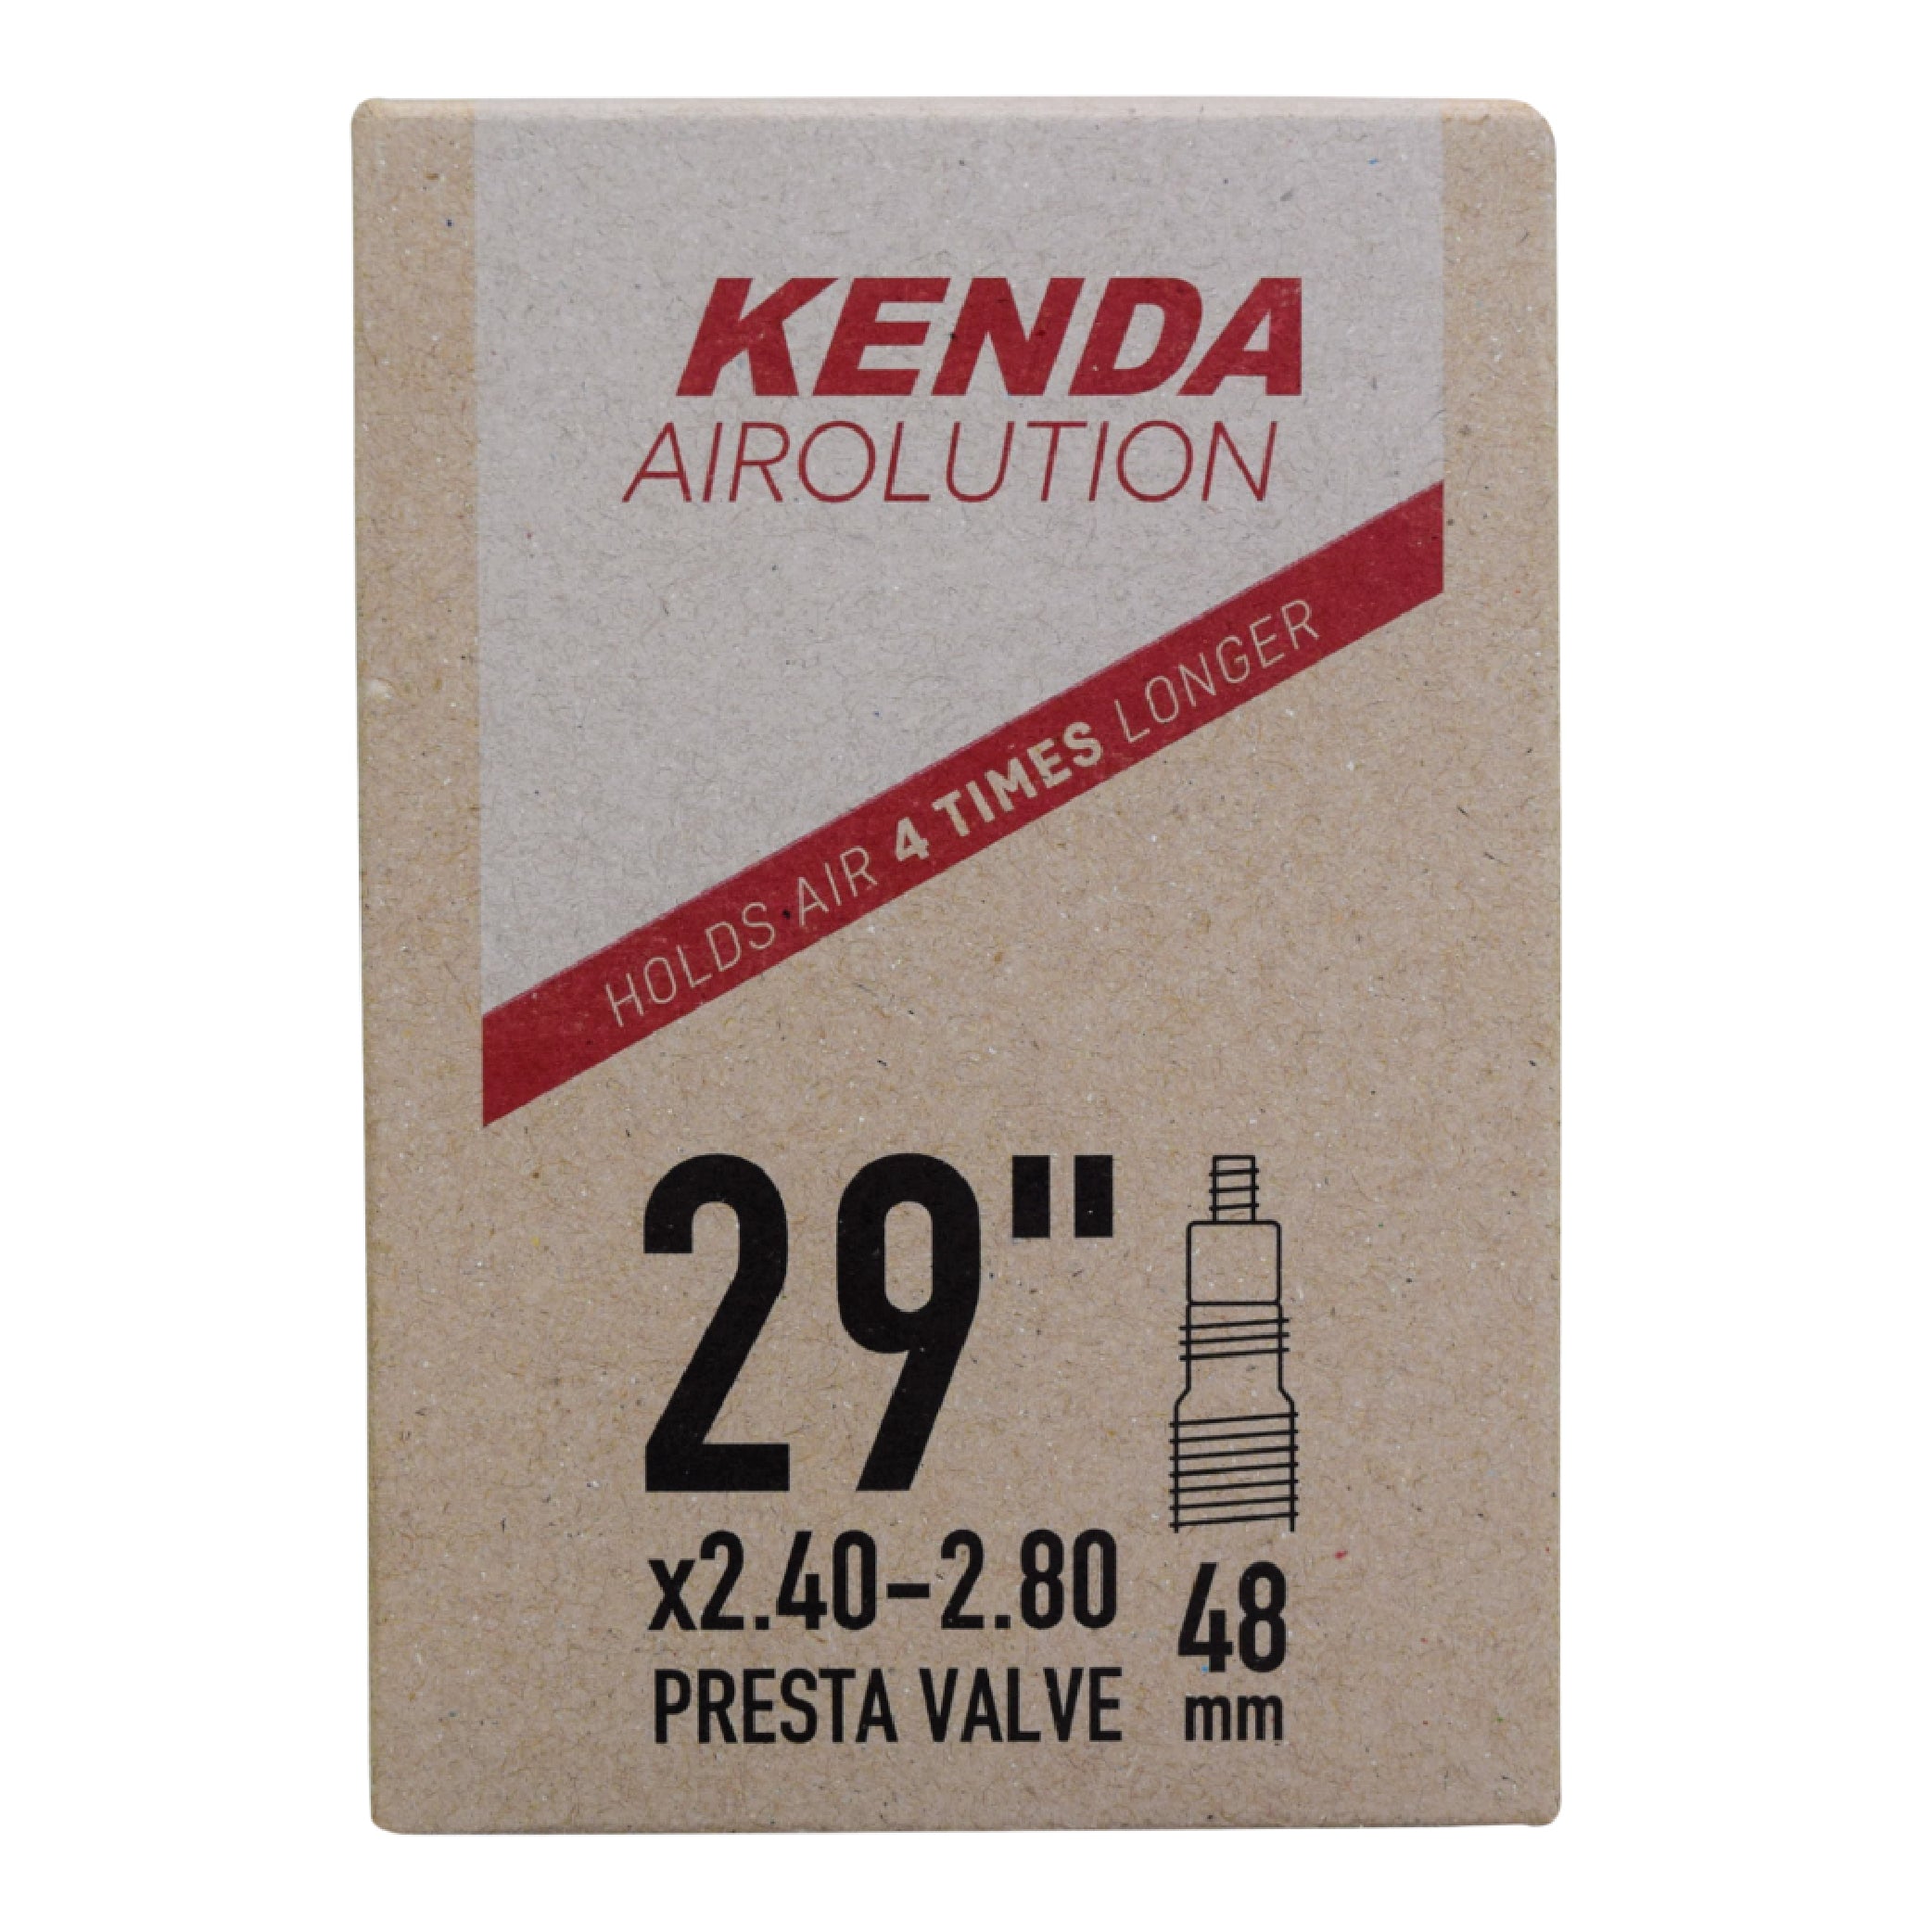 KENDA
AIROLUTION
HOLDS AIR 4 TIMES LONGER
29"
x2.40-2.80
PRESTA VALVE
48
mm